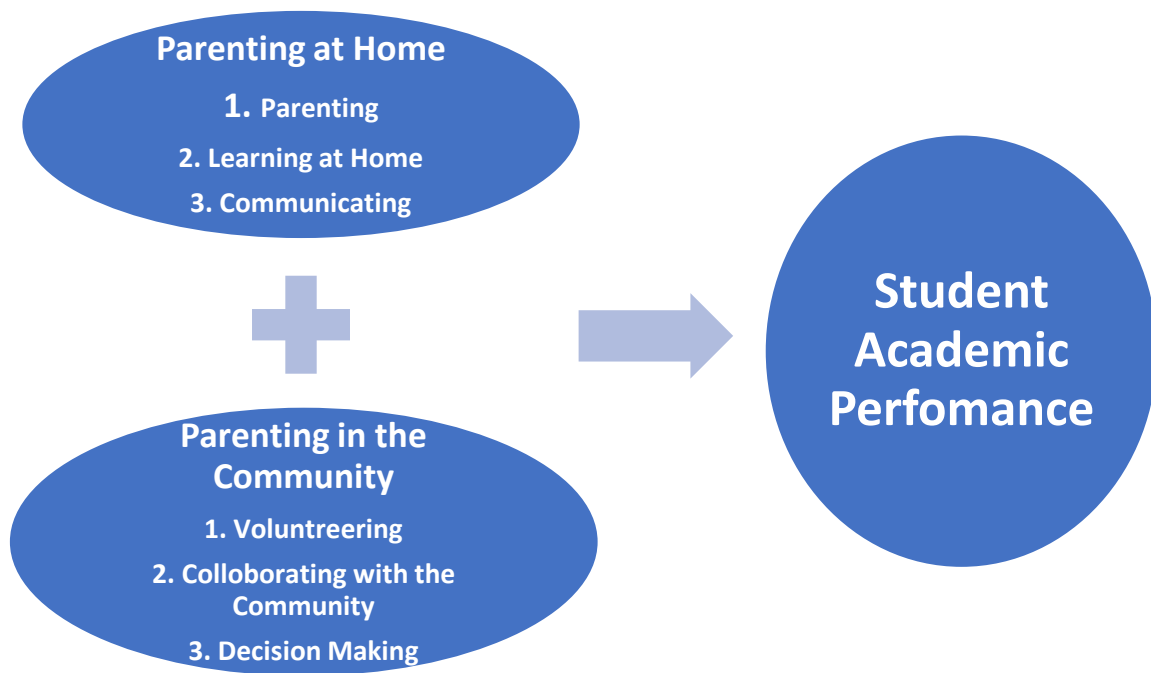 Parenting at Home
1. Parenting
2. Learning at Home
3. Communicating
Parenting in the
Community
1. Voluntreering
2. Colloborating with the
Community
3. Decision Making
Student
Academic
Perfomance